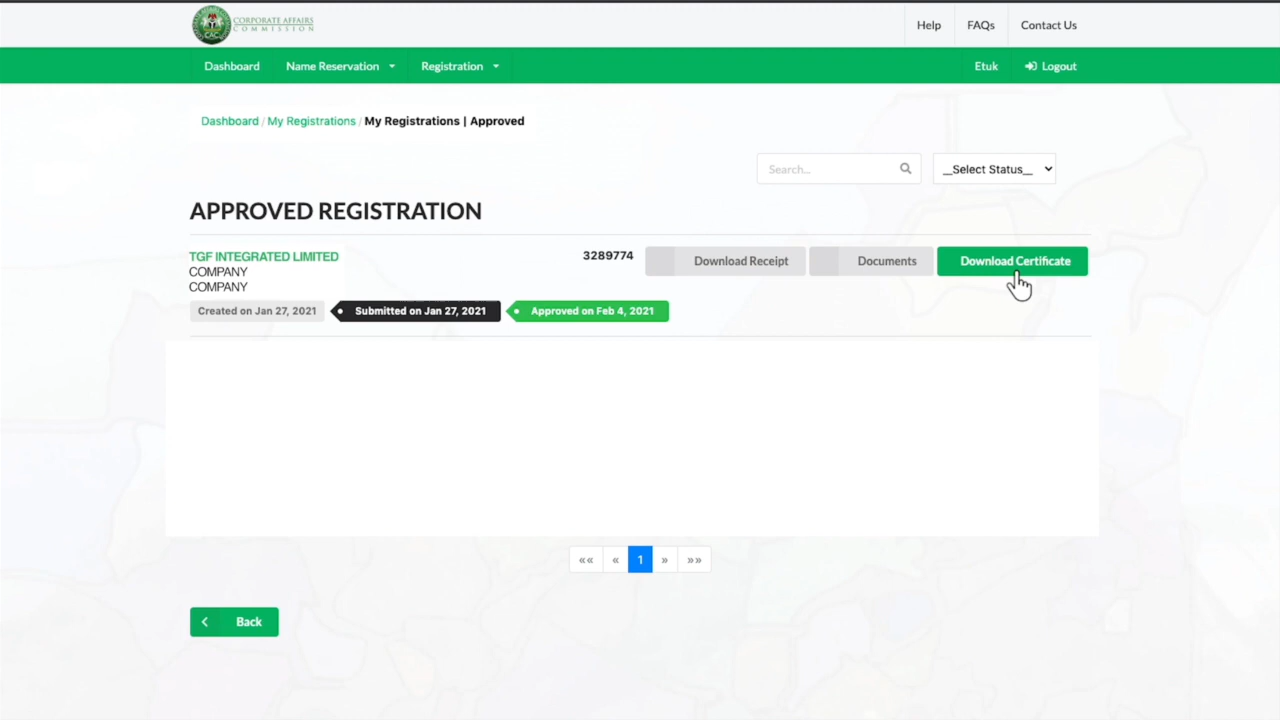 CORPORATE AFFAIRS
COMMISSION
CAC
Help FAQs Contact Us
Dashboard Name Reservation Registration Etuk Logout
Dashboard / My Registrations / My Registrations | Approved
Search... __Select Status__
APPROVED REGISTRATION
TGF INTEGRATED LIMITED 3289774 Download Receipt Documents Download Certificate
COMPANY
COMPANY
Created on Jan 27, 2021 Submitted on Jan 27, 2021 Approved on Feb 4, 2021
«« « 1 » »»
Back